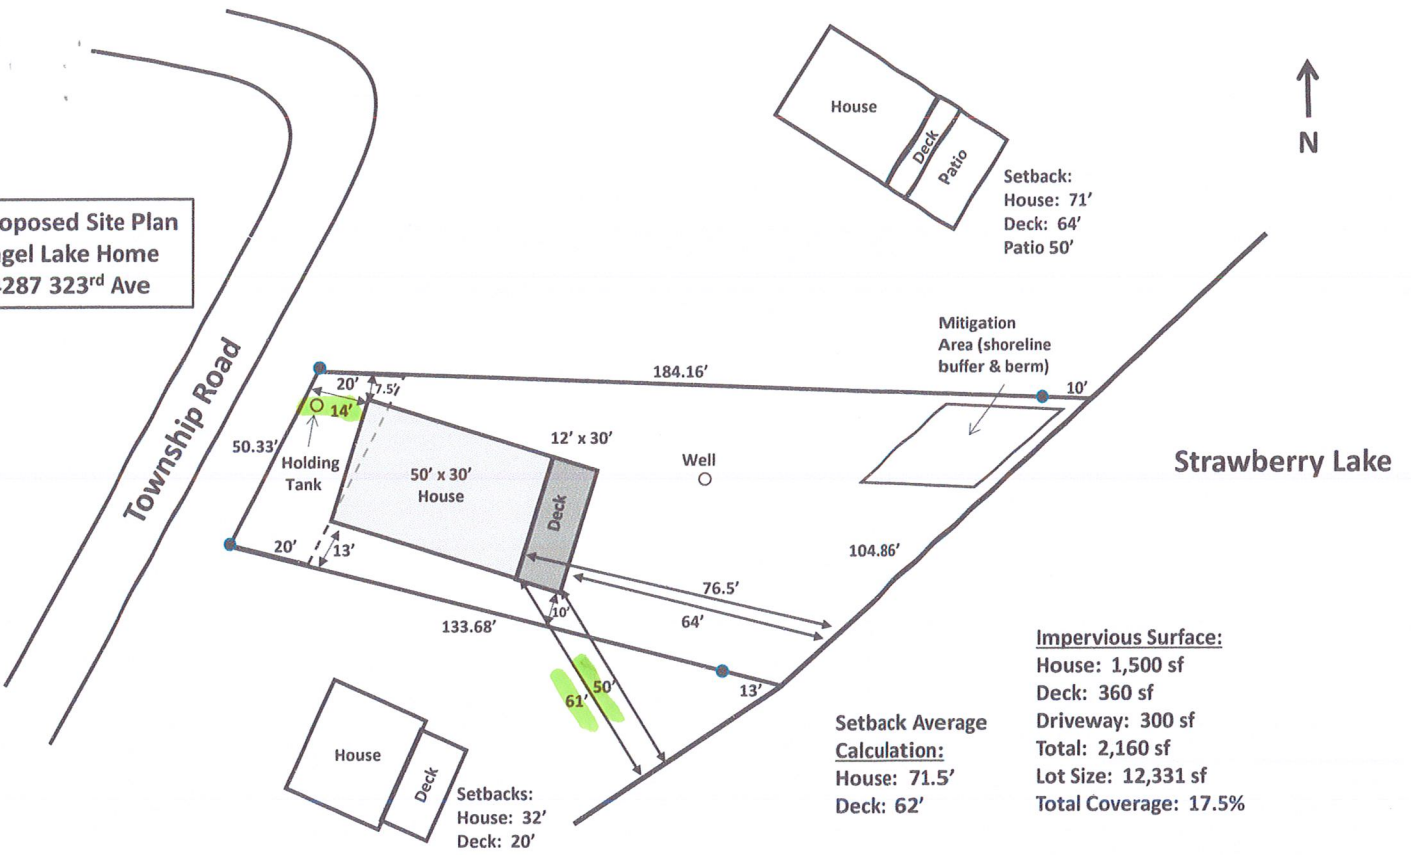 House
Deck
Patio
Setback:
House: 71'
Deck: 64'
Patio 50'
N
oposed Site Plan
gel Lake Home
287 323rd Ave
Township Road
Mitigation
Area (shoreline
buffer & berm)
184.16'
10'
20'
7.5'
14'
50.33'
Holding
Tank
12' x 30'
50' x 30'
House
Deck
Well
Strawberry Lake
104.86'
20'
13'
76.5'
64'
10'
133.68'
61'
50'
13'
House
Deck
Setbacks:
House: 32'
Deck: 20'
Setback Average
Calculation:
House: 71.5'
Deck: 62'
Impervious Surface:
House: 1,500 sf
Deck: 360 sf
Driveway: 300 sf
Total: 2,160 sf
Lot Size: 12,331 sf
Total Coverage: 17.5%